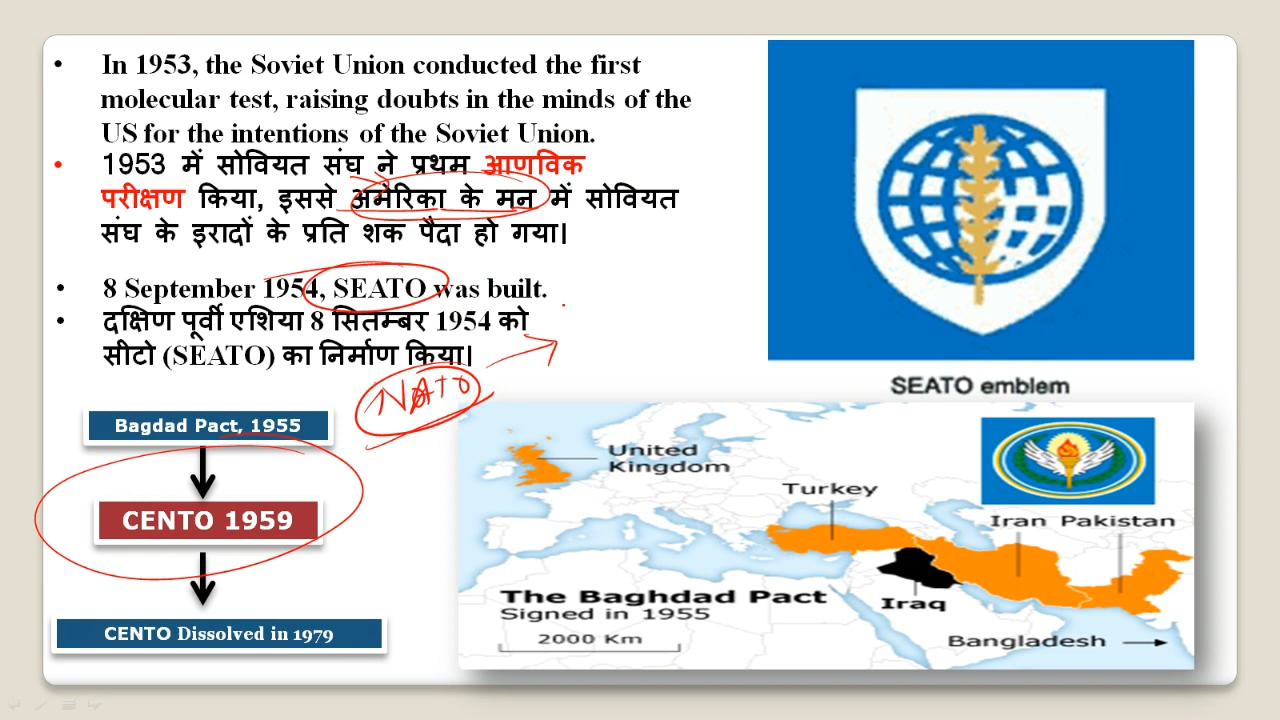 • In 1953, the Soviet Union conducted the first
molecular test, raising doubts in the minds of the
US for the intentions of the Soviet Union.
• 1953 में सोवियत संघ ने प्रथम आणविक
परीक्षण किया, इससे अमेरिका के मन में सोवियत
संघ के इरादों के प्रति शक पैदा हो गया।
• 8 September 1954, SEATO was built.
• दक्षिण पूर्वी एशिया 8 सितम्बर 1954 को
सीटो (SEATO) का निर्माण किया।
NATO
Bagdad Pact, 1955
CENTO 1959
CENTO Dissolved in 1979
SEATO emblem
United
Kingdom
Turkey
Iran Pakistan
The Baghdad Pact
Signed in 1955
Iraq
2000 Km
Bangladesh